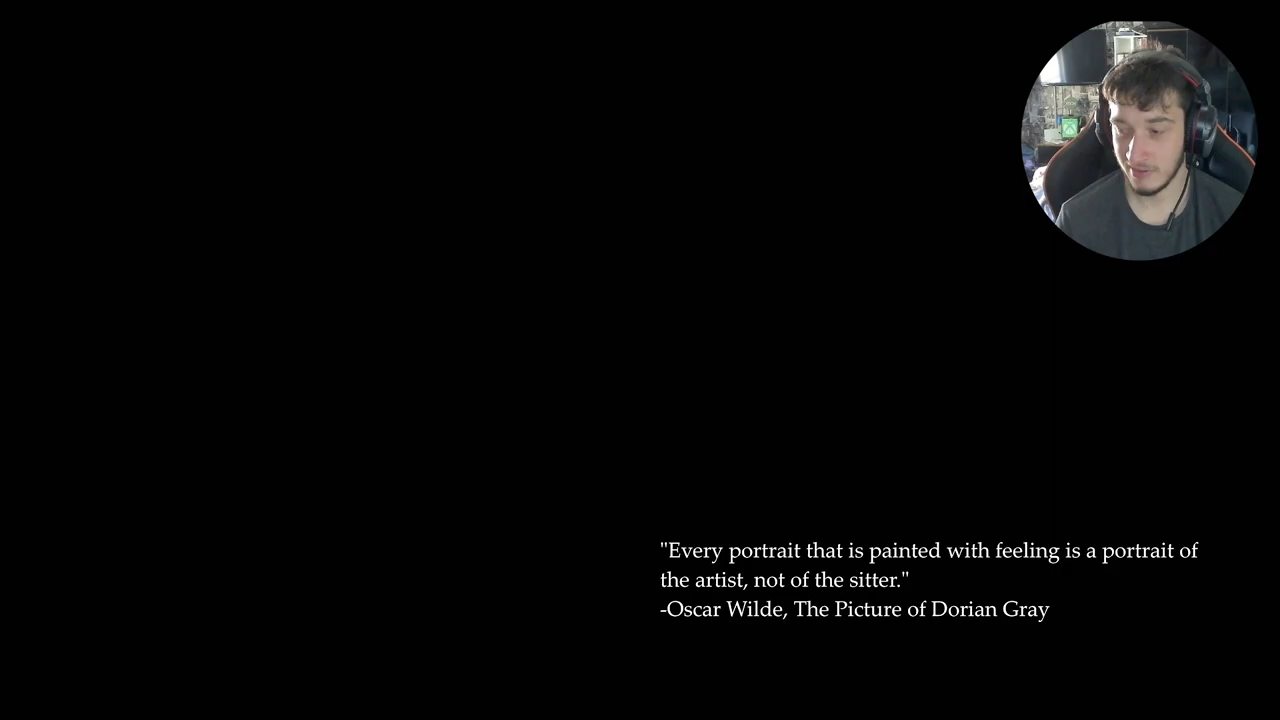 "Every portrait that is painted with feeling is a portrait of
the artist, not of the sitter."
-Oscar Wilde, The Picture of Dorian Gray